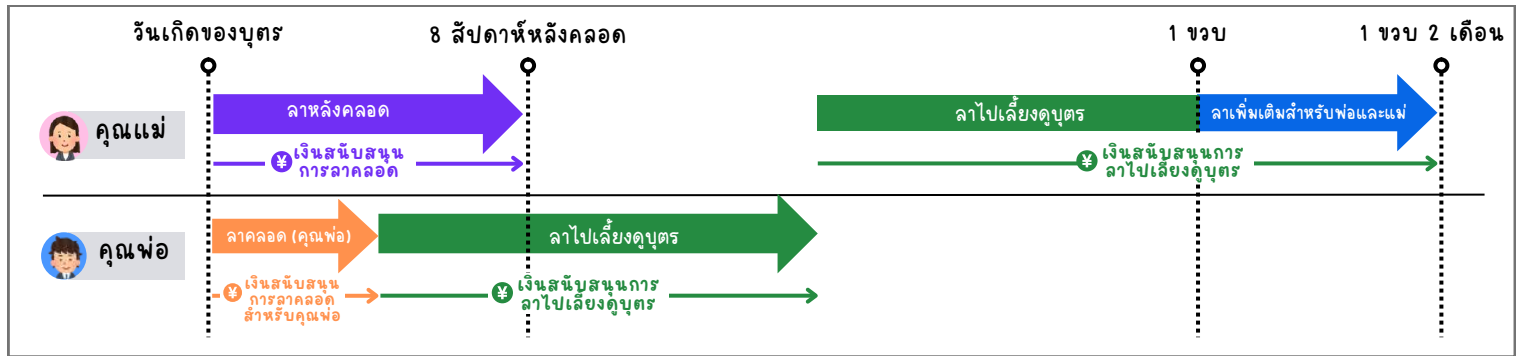 วันเกิดของบุตร
8 สัปดาห์หลังคลอด
1 ขวบ
1 ขวบ 2 เดือน
คุณแม่
ลาหลังคลอด
ลาไปเลี้ยงดูบุตร
ลาเพิ่มเติมสำหรับพ่อและแม่
¥ เงินสนับสนุน
การลาคลอด
¥ เงินสนับสนุนการ
ลาไปเลี้ยงดูบุตร
คุณพ่อ
ลาคลอด (คุณพ่อ)
ลาไปเลี้ยงดูบุตร
¥ เงินสนับสนุน
การลาคลอด
สำหรับคุณพ่อ
¥ เงินสนับสนุนการ
ลาไปเลี้ยงดูบุตร